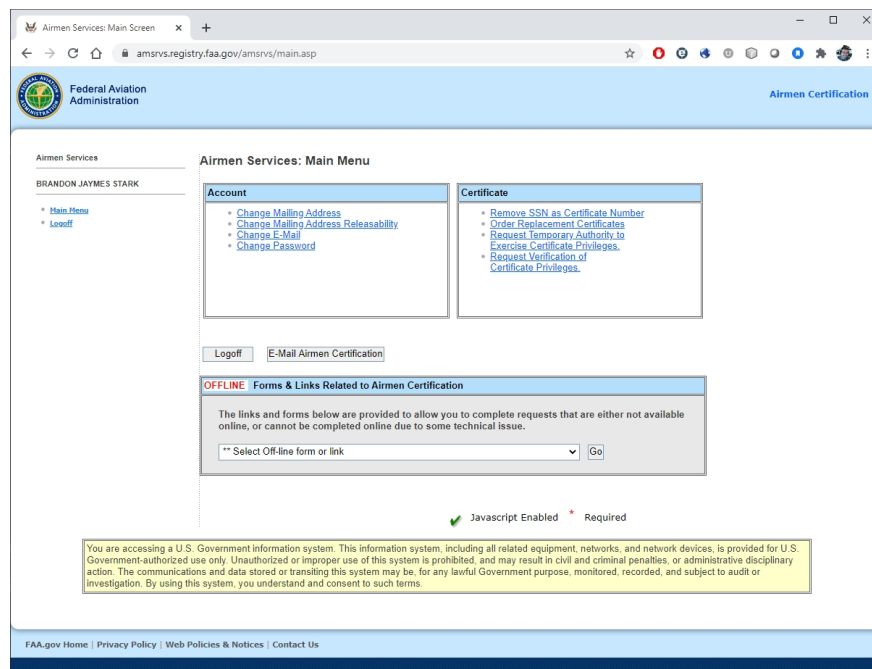 Airmen Services: Main Screen
amsrvs.registry.faa.gov/amsrvs/main.asp
Federal Aviation
Administration
Airmen Certification
Airmen Services
BRANDON JAYMES STARK
Main Menu
Logoff
Airmen Services: Main Menu
Account
Change Mailing Address
Change Mailing Address Releasability
Change E-Mail
Change Password
Certificate
Remove SSN as Certificate Number
Order Replacement Certificates
Request Temporary Authority to
Exercise Certificate Privileges.
Request Verification of
Certificate Privileges.
Logoff
E-Mail Airmen Certification
OFFLINE Forms & Links Related to Airmen Certification
The links and forms below are provided to allow you to complete requests that are either not available
online, or cannot be completed online due to some technical issue.
** Select Off-line form or link
Go
Javascript Enabled * Required
You are accessing a U.S. Government information system. This information system, including all related equipment, networks, and network devices, is provided for U.S.
Government-authorized use only. Unauthorized or improper use of this system is prohibited, and may result in civil and criminal penalties, or administrative disciplinary
action. The communications and data stored or transiting this system may be, for any lawful Government purpose, monitored, recorded, and subject to audit or
investigation. By using this system, you understand and consent to such terms.
FAA.gov Home | Privacy Policy | Web Policies & Notices | Contact Us